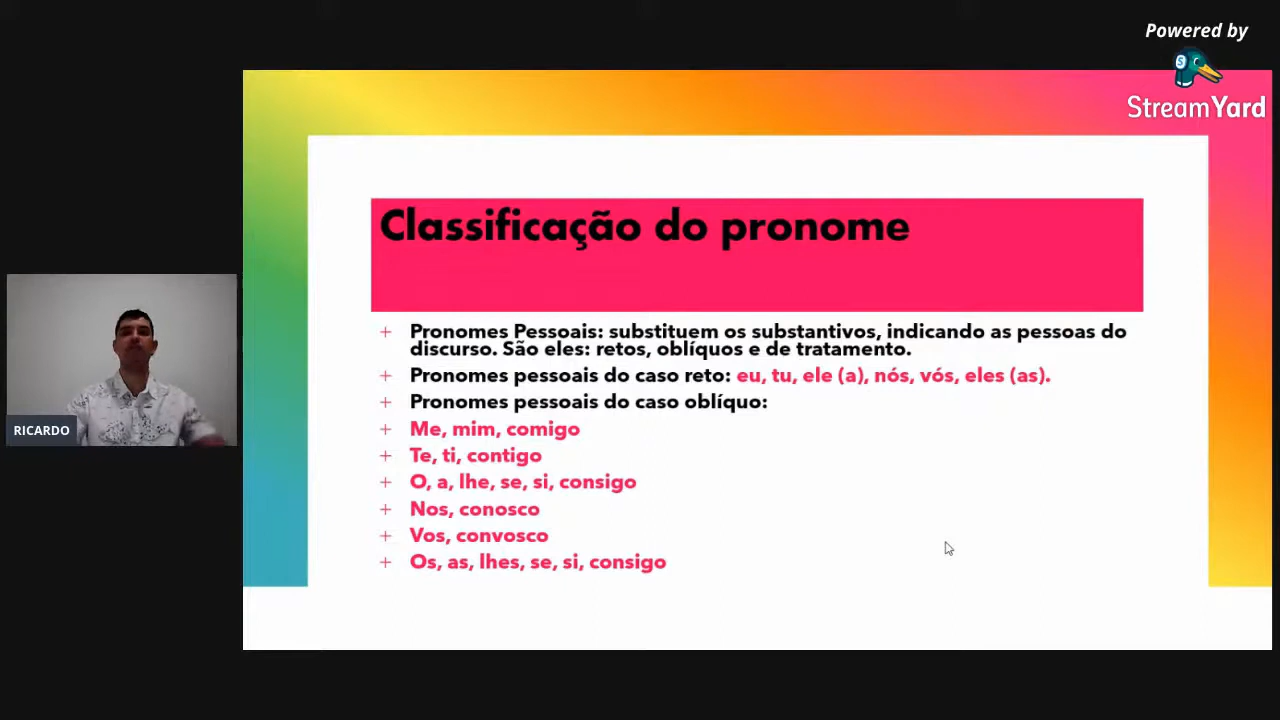 Powered by
StreamYard
Classificação do pronome
+ Pronomes Pessoais: substituem os substantivos, indicando as pessoas do
discurso. São eles: retos, oblíquos e de tratamento.
+ Pronomes pessoais do caso reto: eu, tu, ele (a), nós, vós, eles (as).
+ Pronomes pessoais do caso oblíquo:
+ Me, mim, comigo
+ Te, ti, contigo
+ O, a, lhe, se, si, consigo
+ Nos, conosco
+ Vos, convosco
+ Os, as, lhes, se, si, consigo
RICARDO